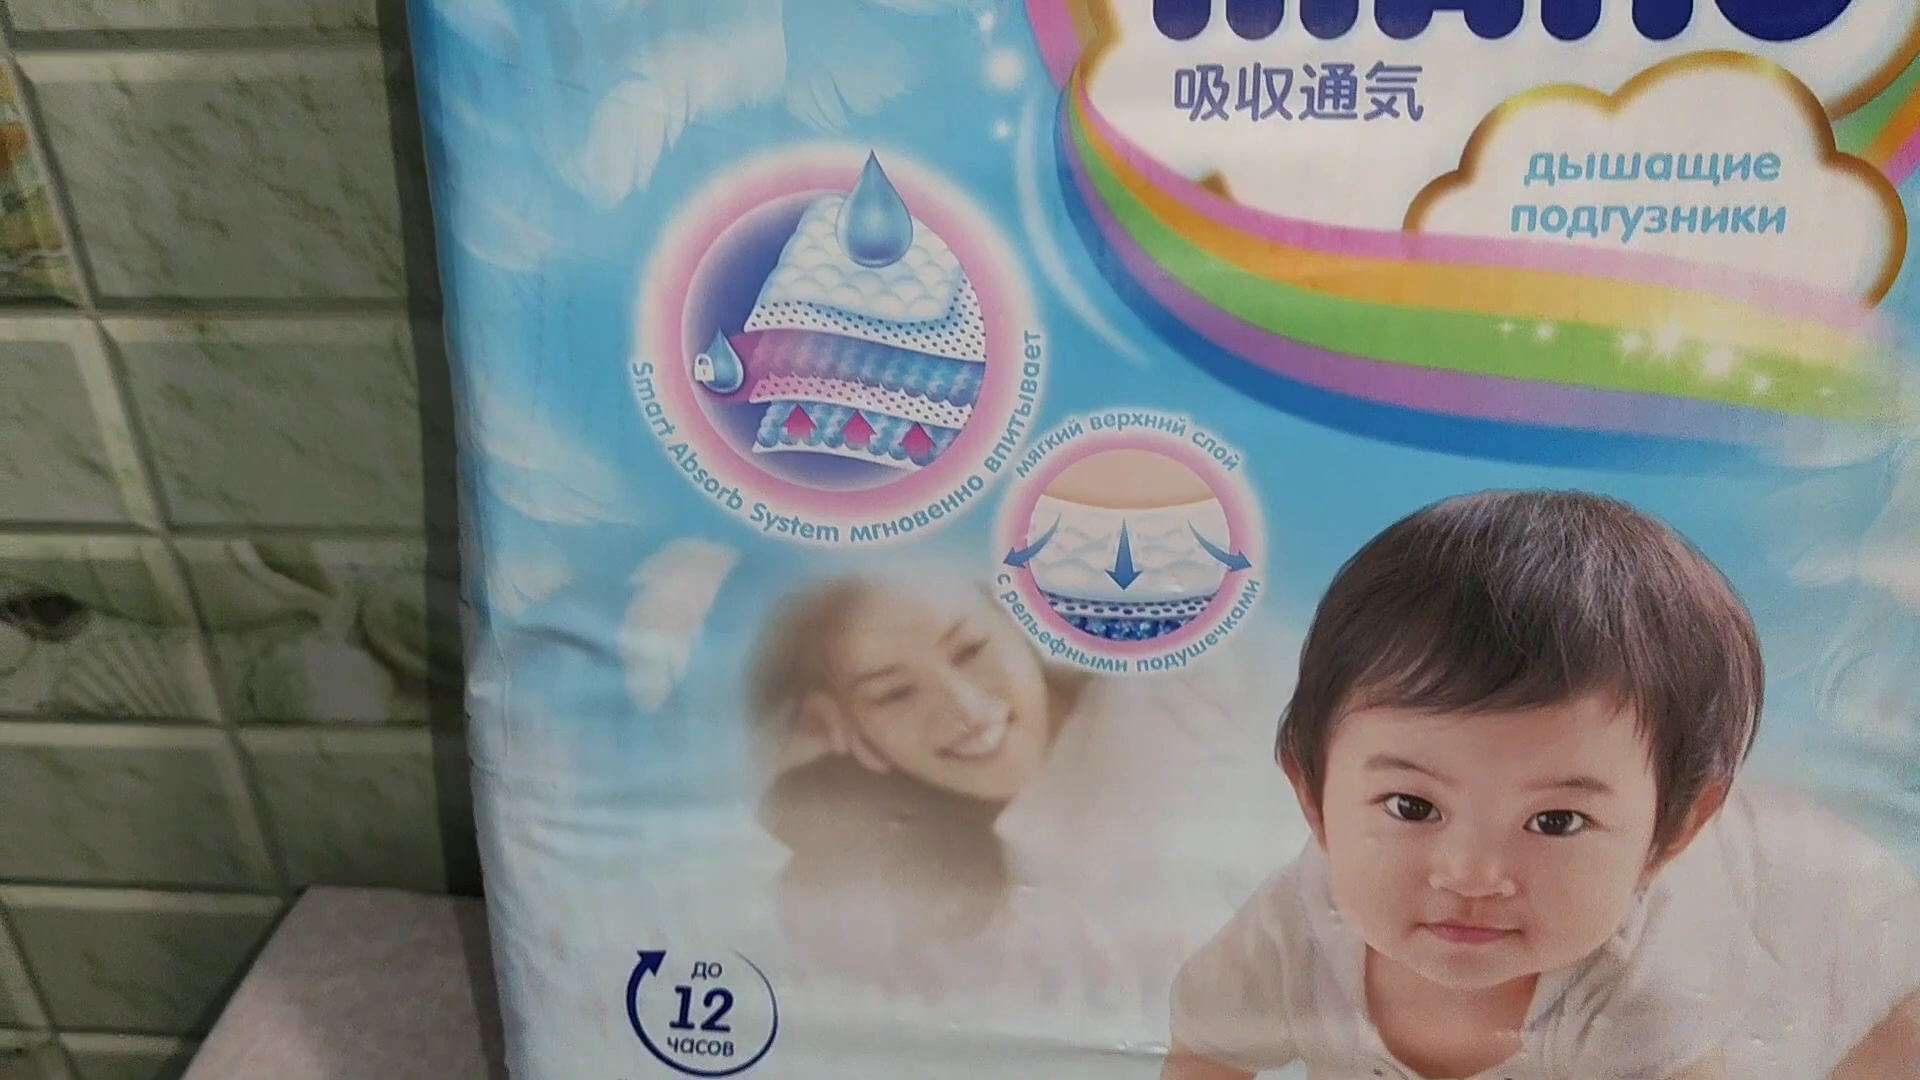 吸収通気
дышащие
подгузники
Smart Absorb System мгновенно впитывает
мягкий верхний слой
с рельефными подушечками
до
12
часов